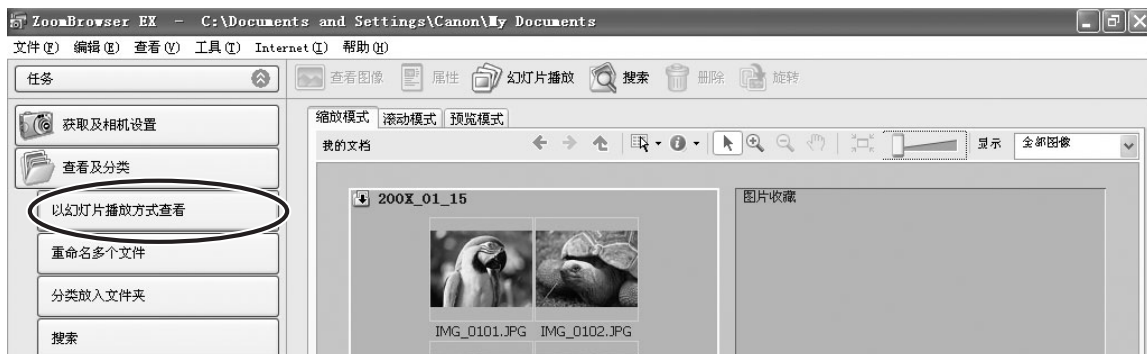 ZoomBrowser EX - C:\Documents and Settings\Canon\My Documents
文件(F) 编辑(E) 查看(V) 工具(T) Internet(I) 帮助(H)
任务
查看图像 属性 幻灯片播放 搜索 删除 旋转
获取及相机设置
查看及分类
以幻灯片播放方式查看
重命名多个文件
分类放入文件夹
搜索
缩放模式 滚动模式 预览模式
我的文档 显示 全部图像
200X_01_15
IMG_0101.JPG IMG_0102.JPG
图片收藏